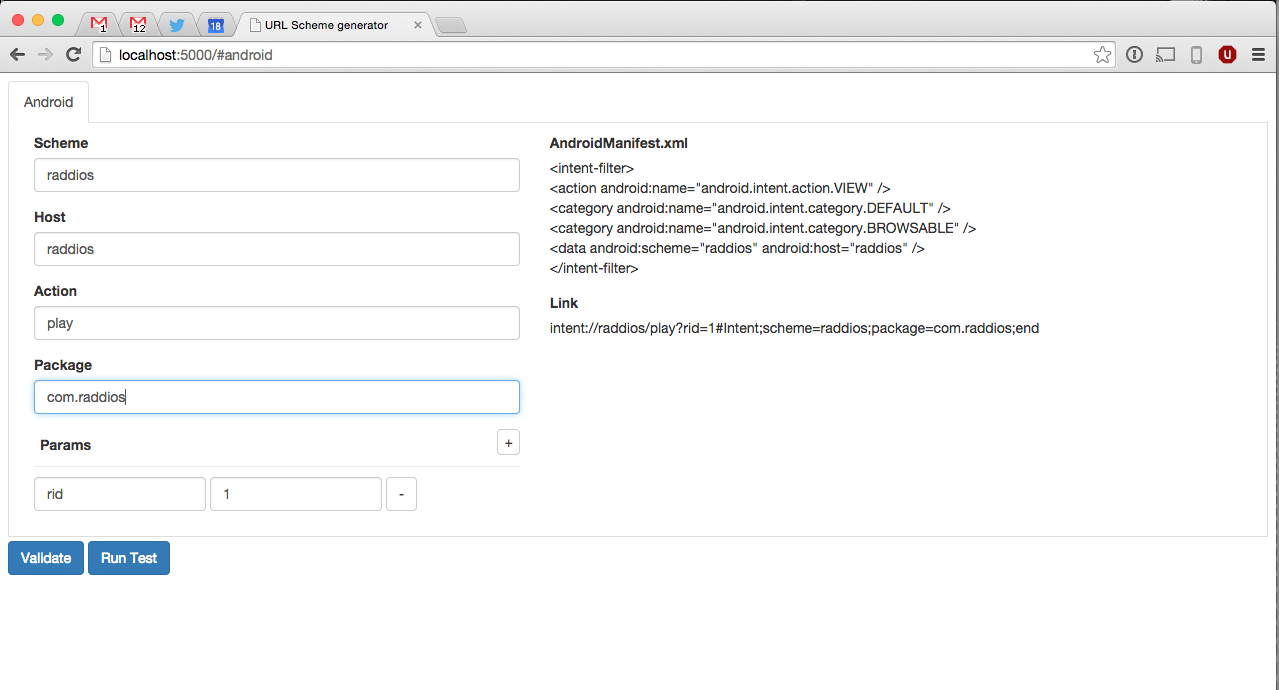 1
12
18
URL Scheme generator
localhost:5000/#android
Android
Scheme
raddios
Host
raddios
Action
play
Package
com.raddios
Params
+
rid
1
-
AndroidManifest.xml
<intent-filter>
<action android:name="android.intent.action.VIEW" />
<category android:name="android.intent.category.DEFAULT" />
<category android:name="android.intent.category.BROWSABLE" />
<data android:scheme="raddios" android:host="raddios" />
</intent-filter>
Link
intent://raddios/play?rid=1#Intent;scheme=raddios;package=com.raddios;end
Validate
Run Test